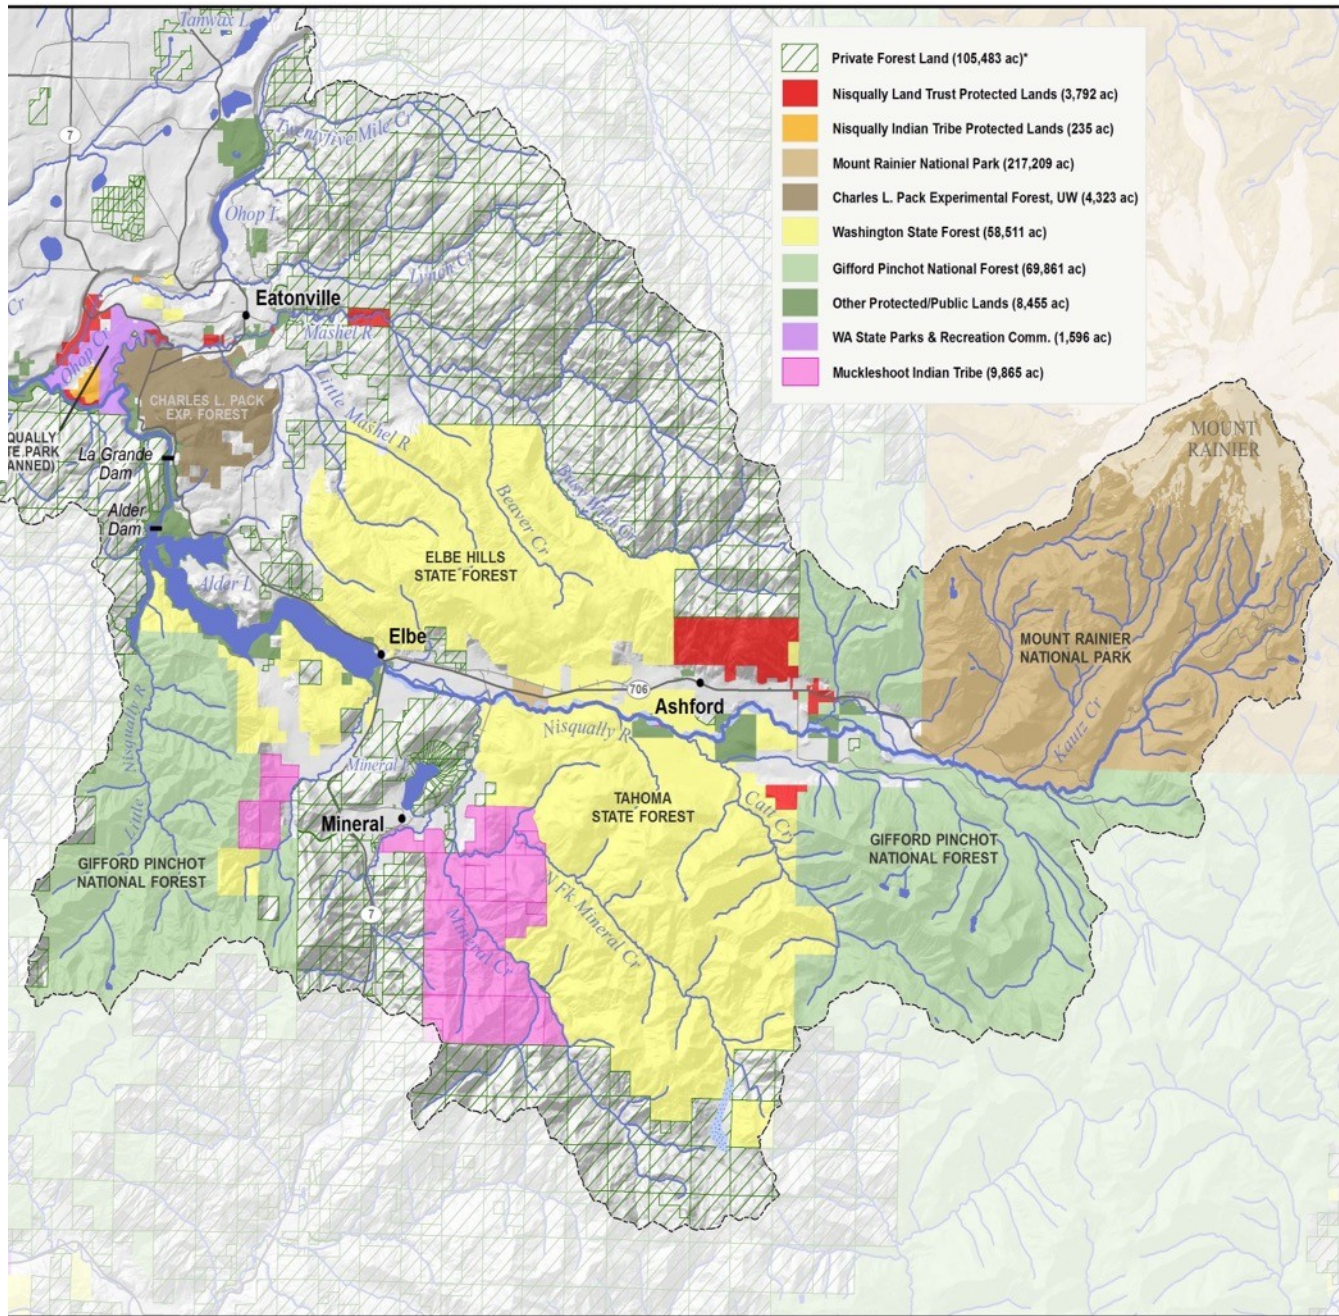 Tanwax L
Private Forest Land (105,483 ac)*
Nisqually Land Trust Protected Lands (3,792 ac)
Nisqually Indian Tribe Protected Lands (235 ac)
Mount Rainier National Park (217,209 ac)
Charles L. Pack Experimental Forest, UW (4,323 ac)
Washington State Forest (58,511 ac)
Gifford Pinchot National Forest (69,861 ac)
Other Protected/Public Lands (8,455 ac)
WA State Parks & Recreation Comm. (1,596 ac)
Muckleshoot Indian Tribe (9,865 ac)
7
Twentyfive Mile Cr
Ohop L
Lynch Cr
Cr
Eatonville
Mashel R
Ohop Cr
Little Mashel R
CHARLES L. PACK
EXP. FOREST
QUALLY
TE PARK
ANNED)
La Grande
Dam
Alder
Dam
Beaver Cr
Busy Wild Cr
MOUNT
RAINIER
ELBE HILLS
STATE FOREST
Alder L
Elbe
MOUNT RAINIER
NATIONAL PARK
706
Ashford
Nisqually R
Kautz Cr
Little Nisqually R
Mineral L
Mineral
TAHOMA
STATE FOREST
Catt Cr
GIFFORD PINCHOT
NATIONAL FOREST
GIFFORD PINCHOT
NATIONAL FOREST
7
N Fk Mineral Cr
Mineral Cr